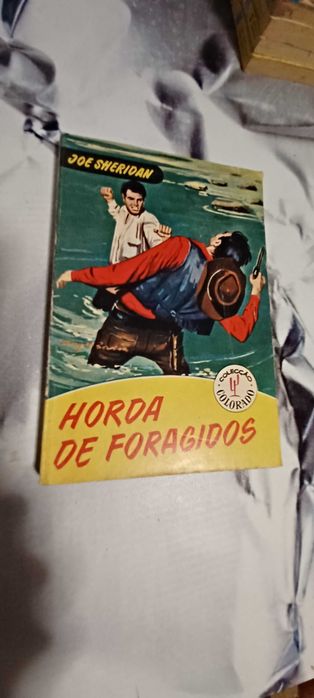 JOE SHERIDAN
COLECÇÃO
COLORADO
HORDA
DE FORAGIDOS